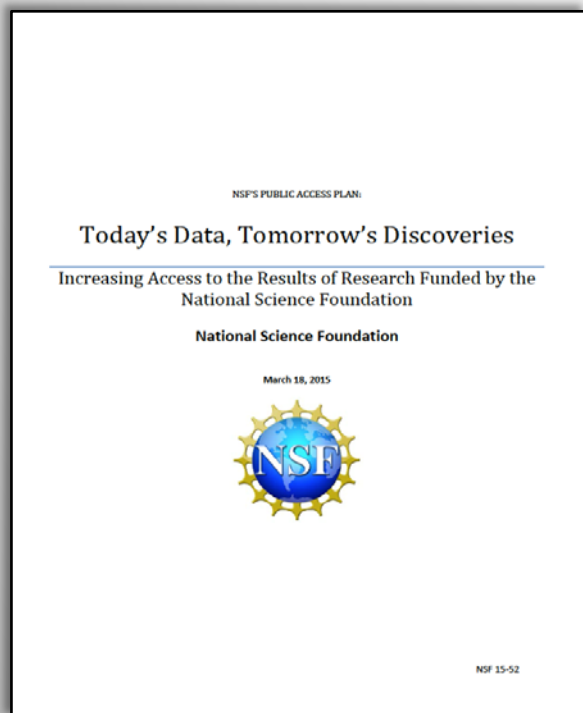 NSF'S PUBLIC ACCESS PLAN:
Today's Data, Tomorrow's Discoveries
Increasing Access to the Results of Research Funded by the
National Science Foundation
National Science Foundation
March 18, 2015
NSF
NSF 15-52